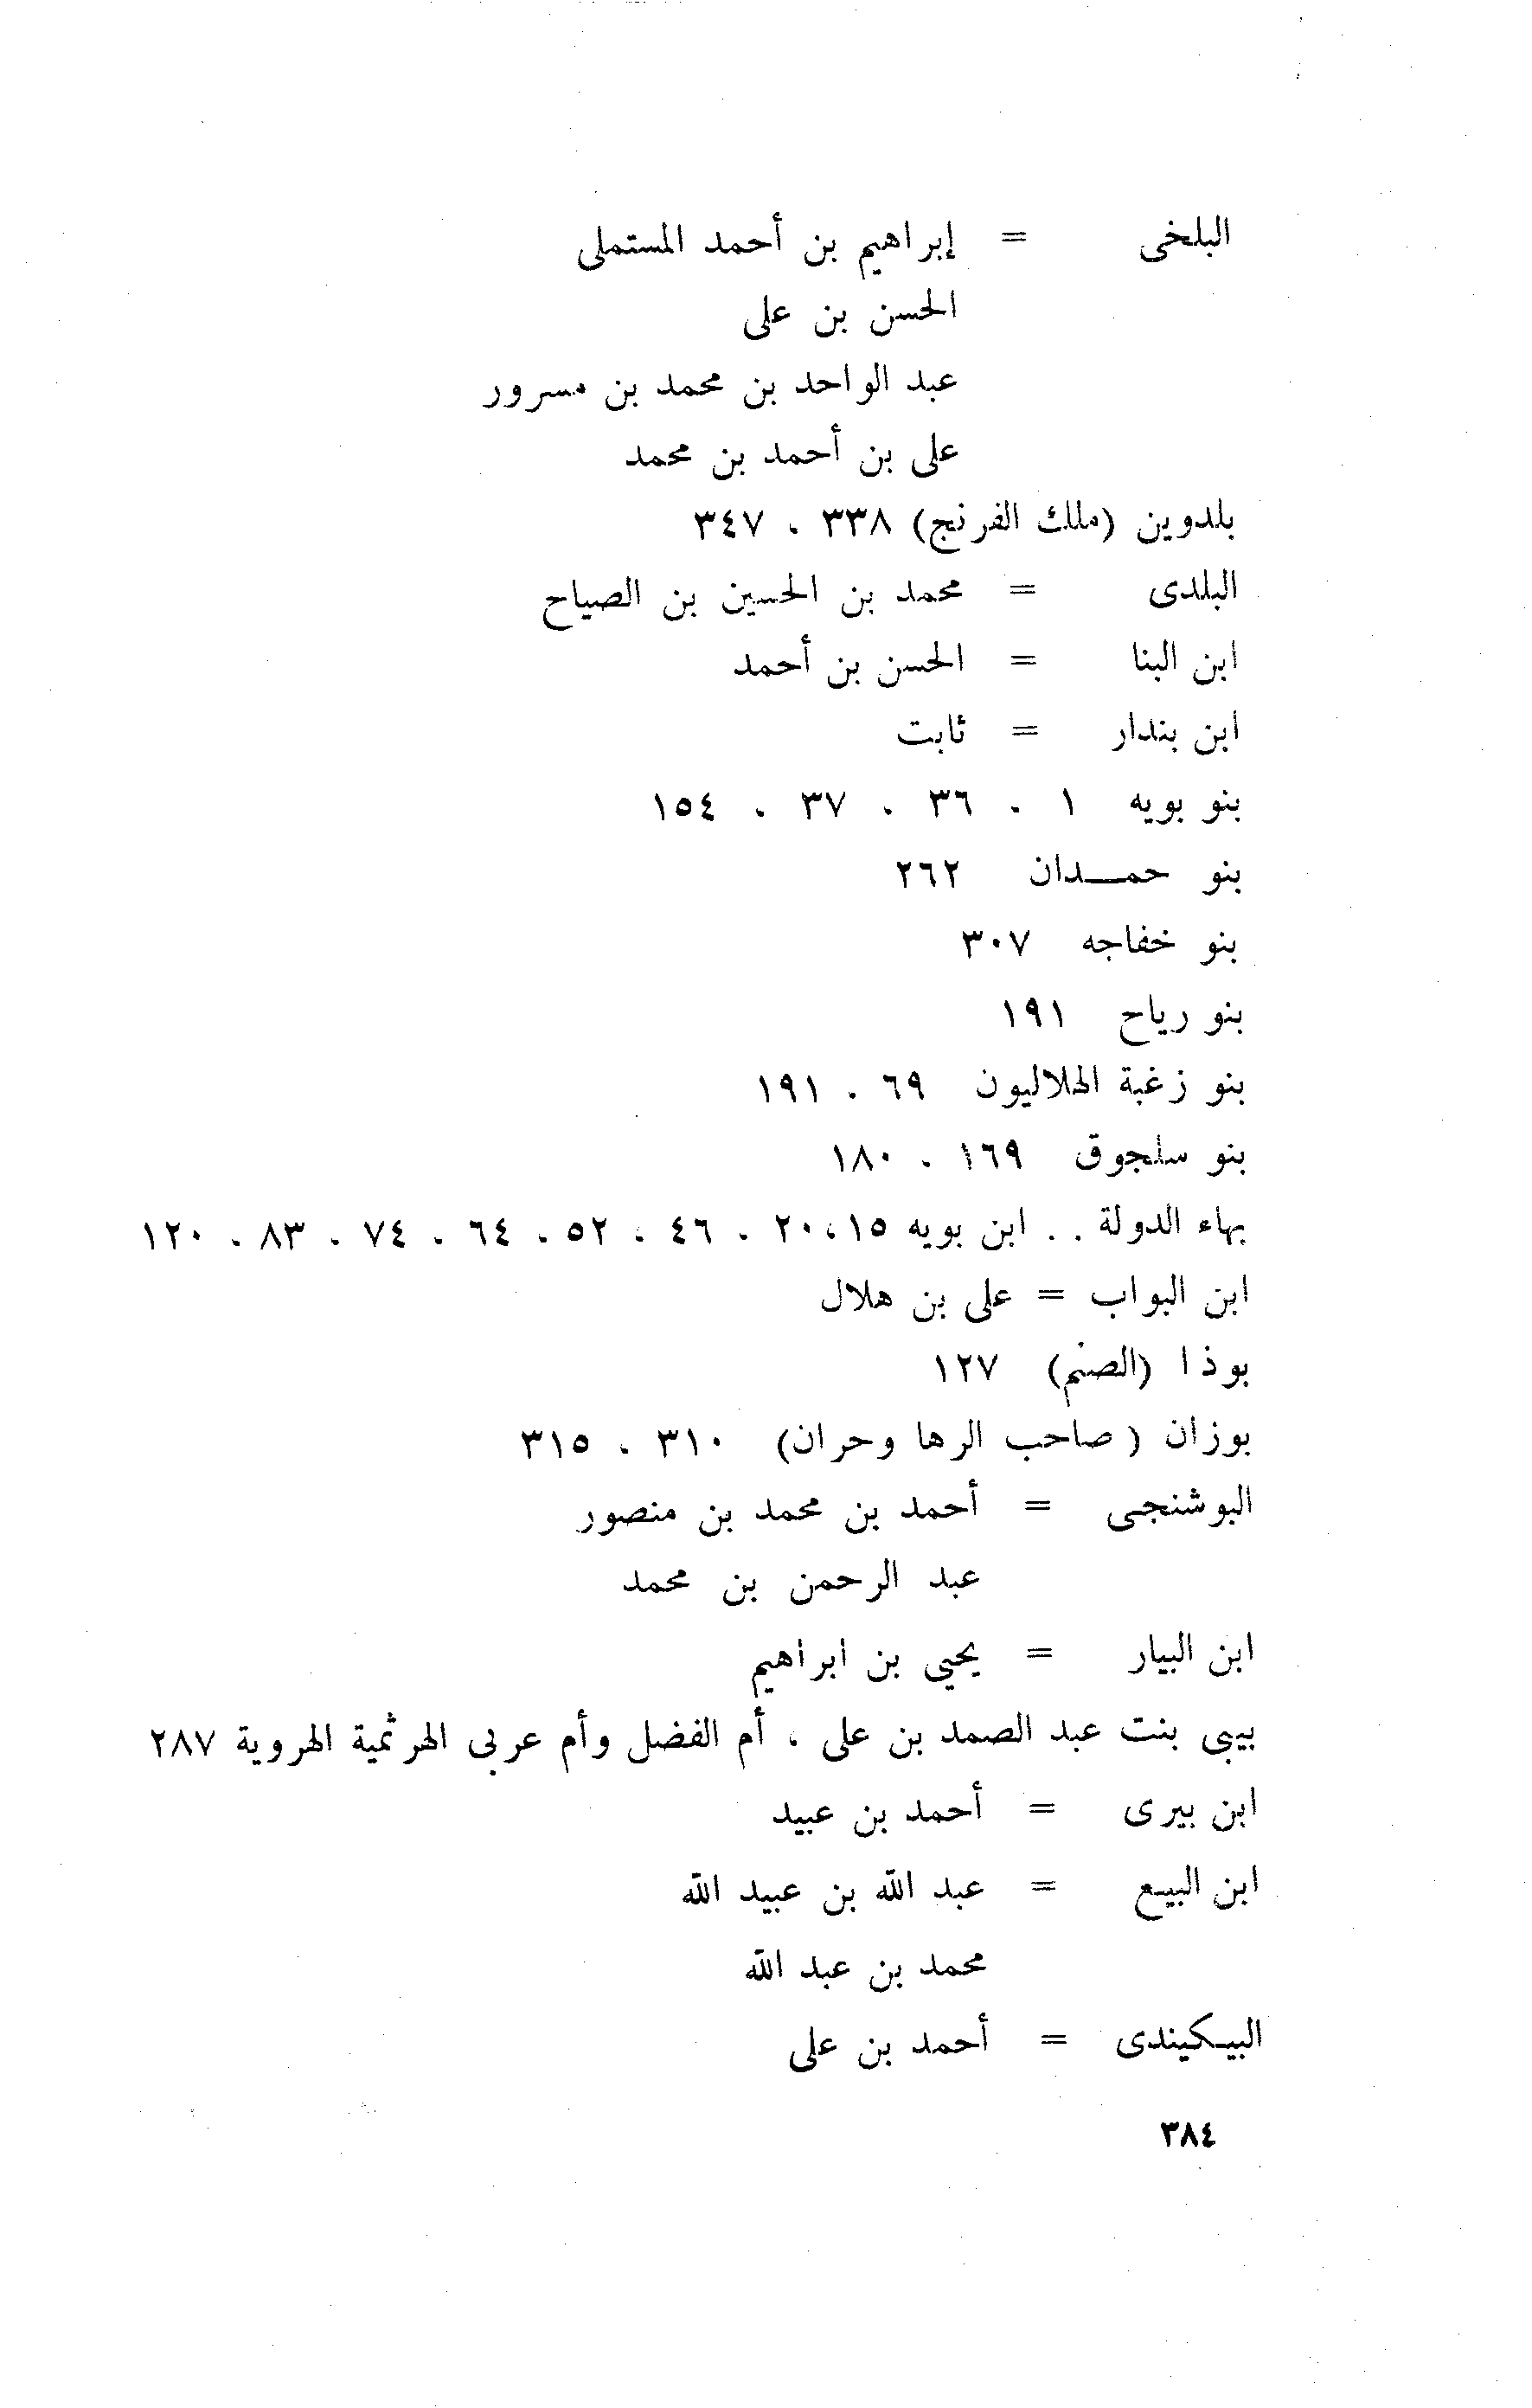 البلخى = إبراهيم بن أحمد المستملى
الحسن بن على
عبد الواحد بن محمد بن مسرور
على بن أحمد بن محمد
بلدوين (ملك الفرنج) ٣٣٨ ، ٣٤٧
البلدى = محمد بن الحسين بن الصياح
ابن البنا = الحسن بن أحمد
ابن بندار = ثابت
بنو بويه ١ ، ٣٦ ، ٣٧ ، ١٥٤
بنو حمـــدان ٢٦٢
بنو خفاجه ٣٠٧
بنو رياح ١٩١
بنو زغبة الهلاليون ٦٩ ، ١٩١
بنو سلجوق ١٦٩ ، ١٨٠
بهاء الدولة . . ابن بويه ١٥ ،٢٠ ، ٤٦ ، ٥٢ ، ٦٤ ، ٧٤ ، ٨٣ ، ١٢٠
ابن البواب = على بن هلال
بوذا (الصنم) ١٢٧
بوزان ( صاحب الرها وحران) ٣١٠ ، ٣١٥
البوشنجى = أحمد بن محمد بن منصور
عبد الرحمن بن محمد
ابن البيار = يحيى بن ابراهيم
بيبى بنت عبد الصمد بن على ، أم الفضل وأم عربى الهرثمية الهروية ٢٨٧
ابن بيرى = أحمد بن عبيد
ابن البيع = عبد الله بن عبيد الله
محمد بن عبد الله
البيـكيندى = أحمد بن على
٣٨٤